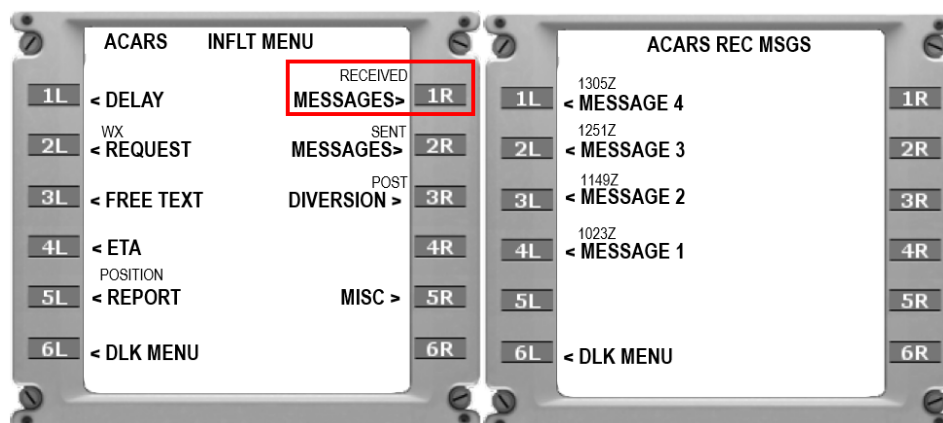 ACARS INFLT MENU
RECEIVED
1L < DELAY MESSAGES> 1R
WX SENT
2L < REQUEST MESSAGES> 2R
POST
3L < FREE TEXT DIVERSION > 3R
4L < ETA 4R
POSITION
5L < REPORT MISC > 5R
6L < DLK MENU 6R
ACARS REC MSGS
1305Z
1L < MESSAGE 4 1R
1251Z
2L < MESSAGE 3 2R
1149Z
3L < MESSAGE 2 3R
1023Z
4L < MESSAGE 1 4R
5L 5R
6L < DLK MENU 6R